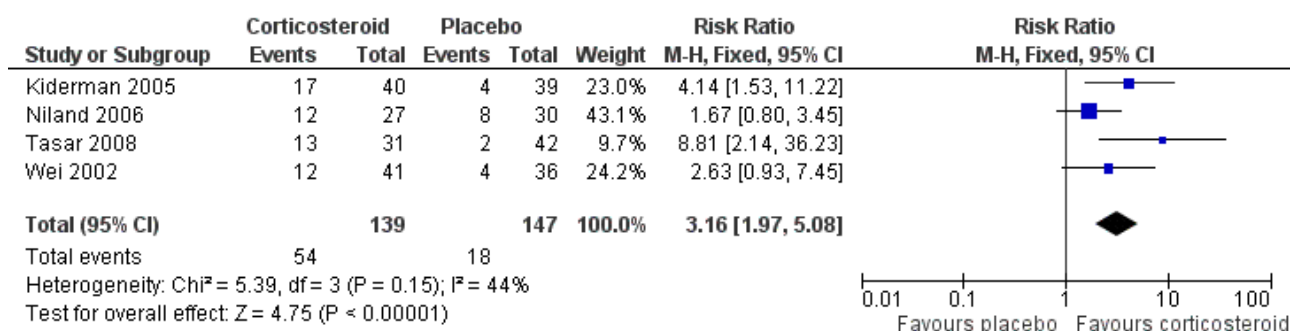 Corticosteroid Placebo Risk Ratio Risk Ratio
Study or Subgroup Events Total Events Total Weight M-H, Fixed, 95% CI M-H, Fixed, 95% CI
Kiderman 2005 17 40 4 39 23.0% 4.14 [1.53, 11.22]
Niland 2006 12 27 8 30 43.1% 1.67 [0.80, 3.45]
Tasar 2008 13 31 2 42 9.7% 8.81 [2.14, 36.23]
Wei 2002 12 41 4 36 24.2% 2.63 [0.93, 7.45]
Total (95% CI) 139 147 100.0% 3.16 [1.97, 5.08]
Total events 54 18
Heterogeneity: Chi² = 5.39, df = 3 (P = 0.15); I² = 44%
Test for overall effect: Z = 4.75 (P < 0.00001)
0.01 0.1 1 10 100
Favours placebo Favours corticosteroid